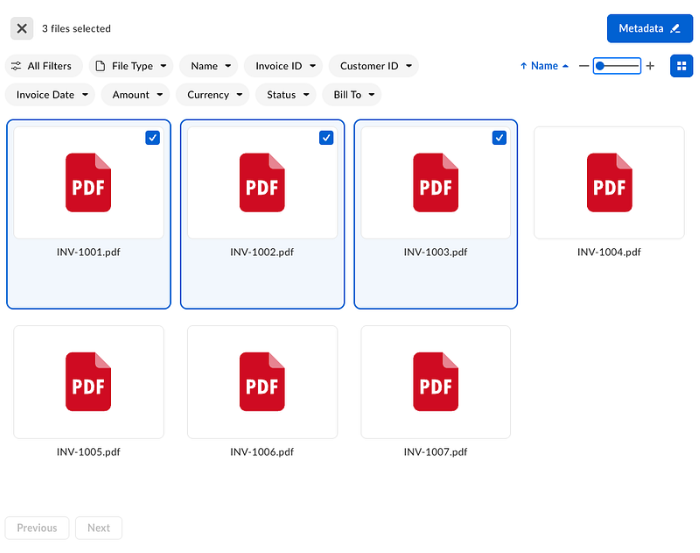 3 files selected
Metadata
All Filters File Type Name Invoice ID Customer ID
Name
Invoice Date Amount Currency Status Bill To
PDF PDF PDF PDF
INV-1001.pdf INV-1002.pdf INV-1003.pdf INV-1004.pdf
PDF PDF PDF
INV-1005.pdf INV-1006.pdf INV-1007.pdf
Previous Next